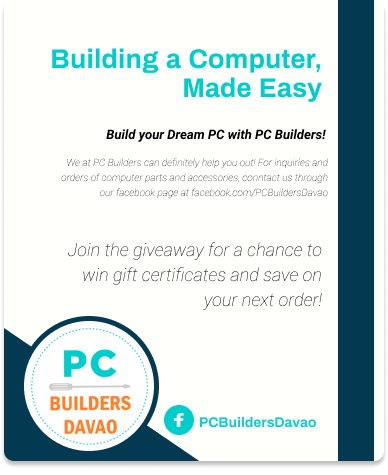 Building a Computer,
Made Easy
Build your Dream PC with PC Builders!
We at PC Builders can definitely help you out! For inquiries and
orders of computer parts and accessories, conntact us through
our facebook page at facebook.com/PCBuildersDavao
Join the giveaway for a chance to
win gift certificates and save on
your next order!
PC
BUILDERS
DAVAO
PCBuildersDavao